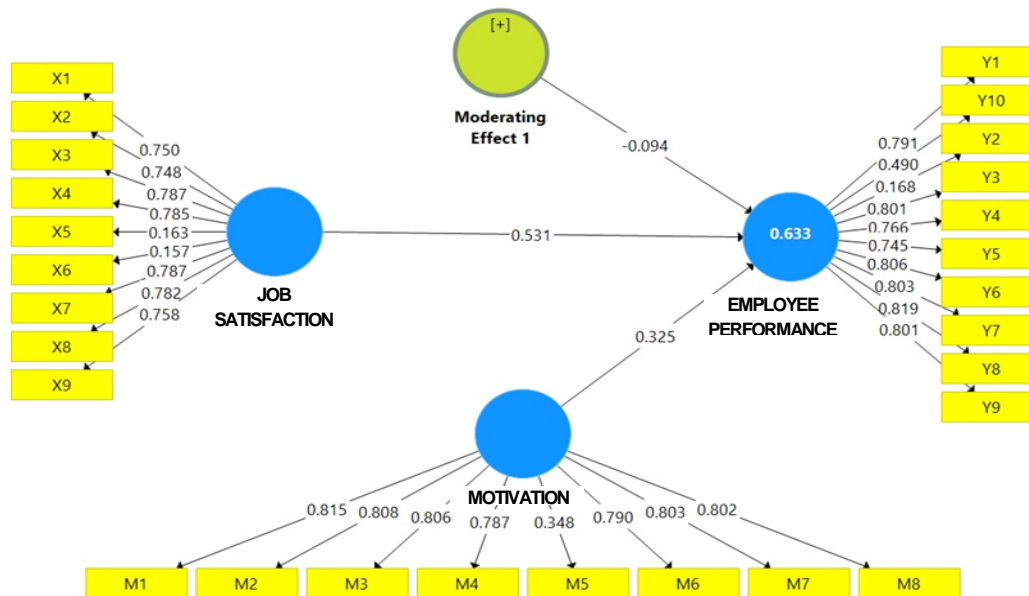 [+]
Moderating
Effect 1
X1
X2
X3
X4
X5
X6
X7
X8
X9
0.750
0.748
0.787
0.785
0.163
0.157
0.787
0.782
0.758
JOB
SATISFACTION
-0.094
0.531
0.325
0.633
EMPLOYEE
PERFORMANCE
0.791
0.490
0.168
0.801
0.766
0.745
0.806
0.803
0.819
0.801
Y1
Y10
Y2
Y3
Y4
Y5
Y6
Y7
Y8
Y9
MOTIVATION
0.815
0.808
0.806
0.787
0.348
0.790
0.803
0.802
M1
M2
M3
M4
M5
M6
M7
M8